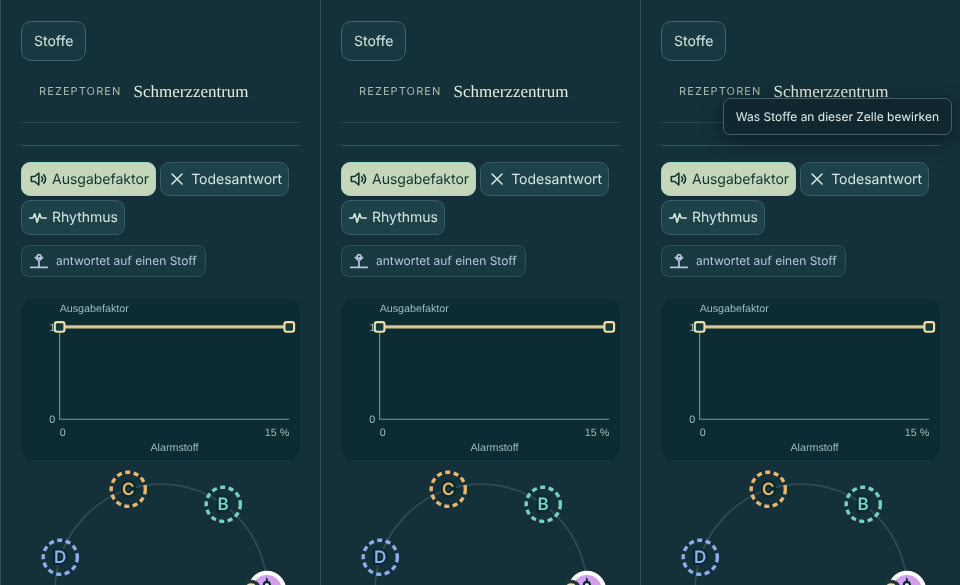 Stoffe
REZEPTOREN Schmerzzentrum
Ausgabefaktor Todesantwort
Rhythmus
antwortet auf einen Stoff
Ausgabefaktor
1
0
0 15 %
Alarmstoff
C
B
D
Stoffe
REZEPTOREN Schmerzzentrum
Ausgabefaktor Todesantwort
Rhythmus
antwortet auf einen Stoff
Ausgabefaktor
1
0
0 15 %
Alarmstoff
C
B
D
Stoffe
REZEPTOREN Schmerzzentrum
Was Stoffe an dieser Zelle bewirken
Ausgabefaktor Todesantwort
Rhythmus
antwortet auf einen Stoff
Ausgabefaktor
1
0
0 15 %
Alarmstoff
C
B
D